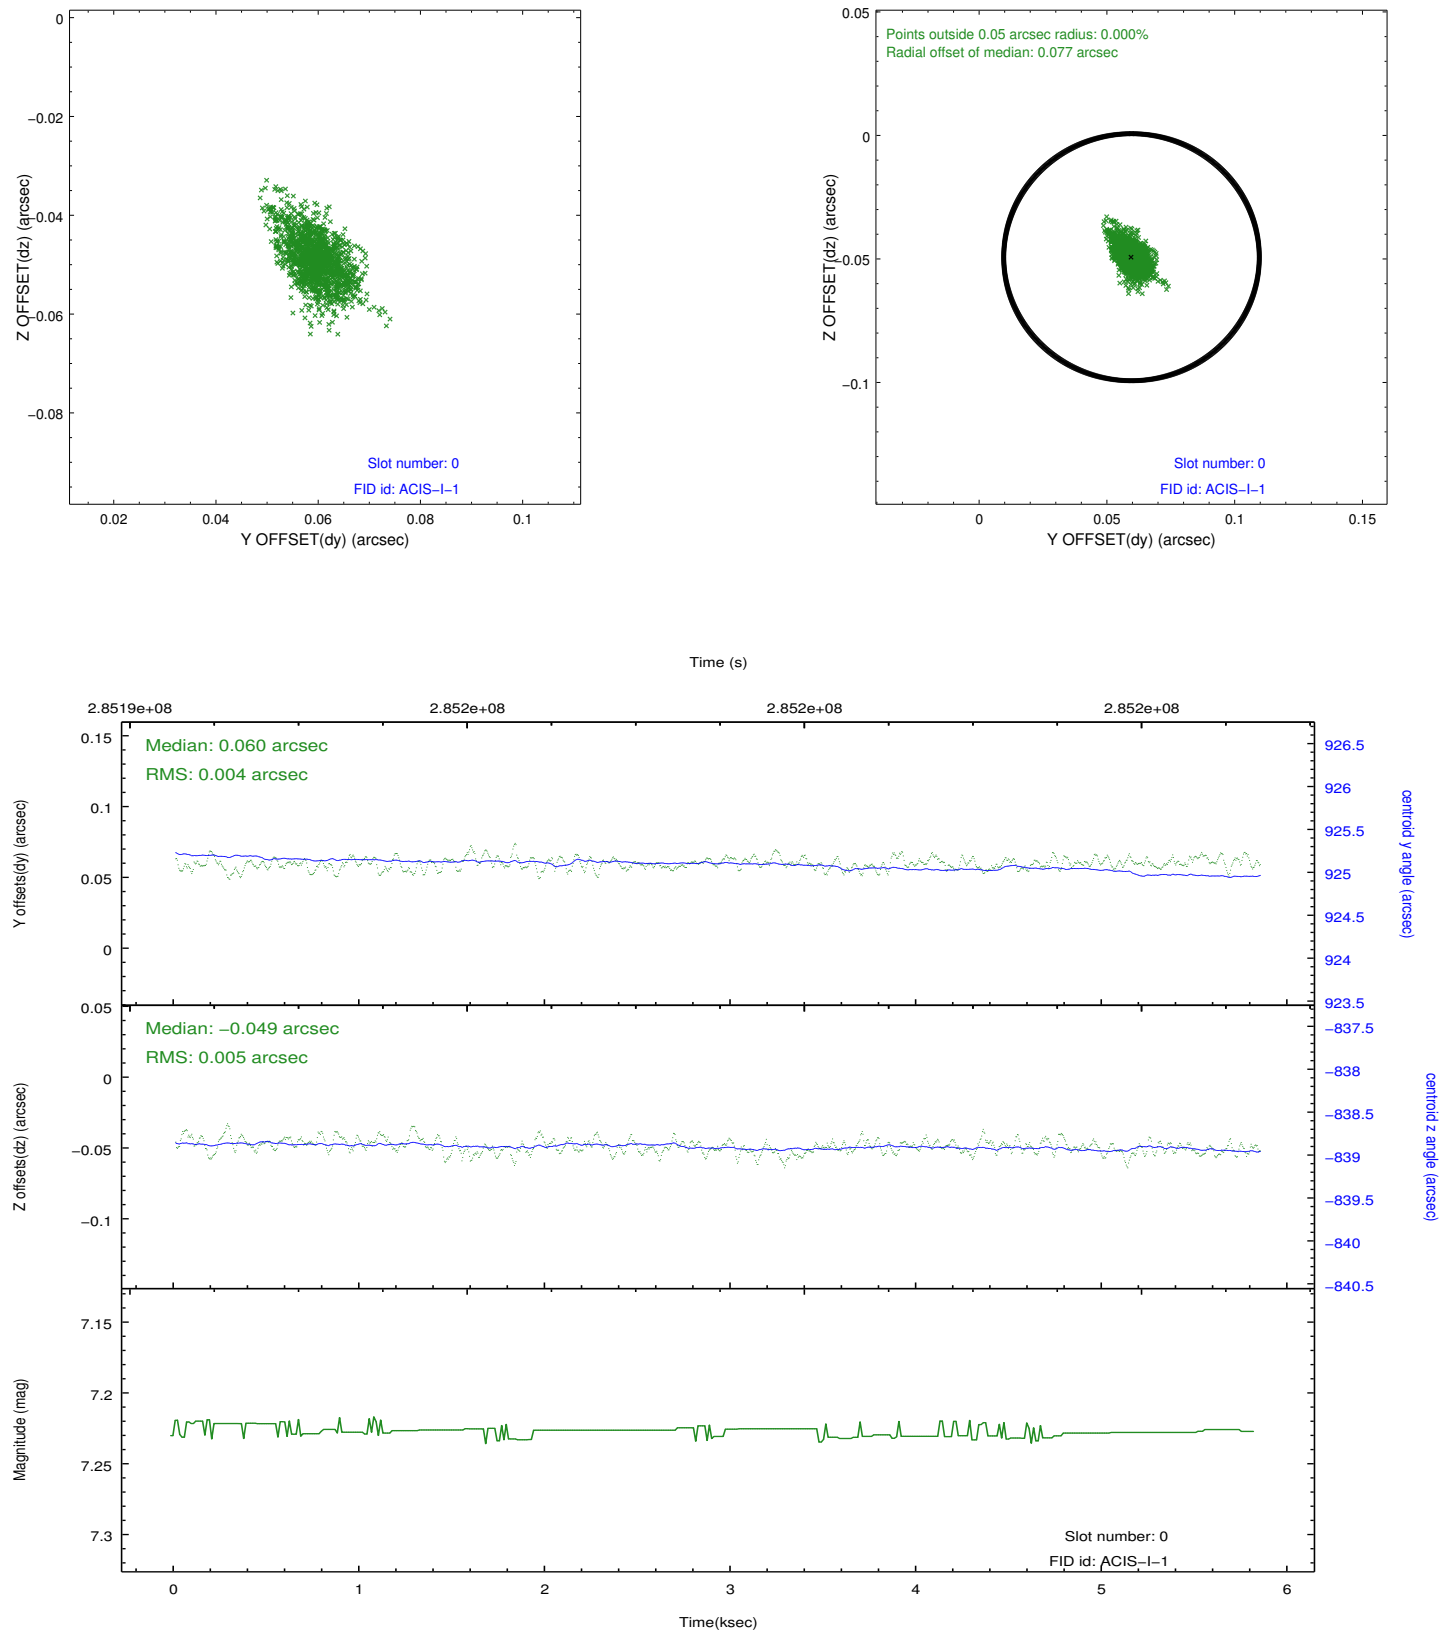 0
−0.02
−0.04
−0.06
−0.08
Z OFFSET(dz) (arcsec)
Slot number: 0
FID id: ACIS−I−1
0.02 0.04 0.06 0.08 0.1
Y OFFSET(dy) (arcsec)
0.05
0
−0.05
−0.1
Z OFFSET(dz) (arcsec)
Points outside 0.05 arcsec radius: 0.000%
Radial offset of median: 0.077 arcsec
Slot number: 0
FID id: ACIS−I−1
0 0.05 0.1 0.15
Y OFFSET(dy) (arcsec)
Time (s)
2.8519e+08 2.852e+08 2.852e+08 2.852e+08
0.15
0.1
0.05
0
Y offsets(dy) (arcsec)
Median: 0.060 arcsec
RMS: 0.004 arcsec
926.5
926
925.5
925
924.5
924
923.5
centroid y angle (arcsec)
0.05
0
−0.05
−0.1
Z offsets(dz) (arcsec)
Median: −0.049 arcsec
RMS: 0.005 arcsec
−837.5
−838
−838.5
−839
−839.5
−840
−840.5
centroid z angle (arcsec)
7.15
7.2
7.25
7.3
Magnitude (mag)
Slot number: 0
FID id: ACIS−I−1
0 1 2 3 4 5 6
Time(ksec)